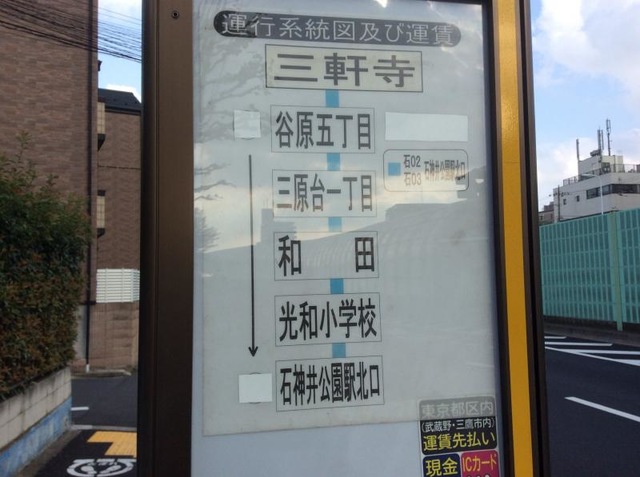 運行系統図及び運賃
三軒寺
谷原五丁目
石02
石03
石神井公園駅北口
三原台一丁目
和田
光和小学校
石神井公園駅北口
東京都区内
(武蔵野・三鷹市内)
運賃先払い
現金
ICカード